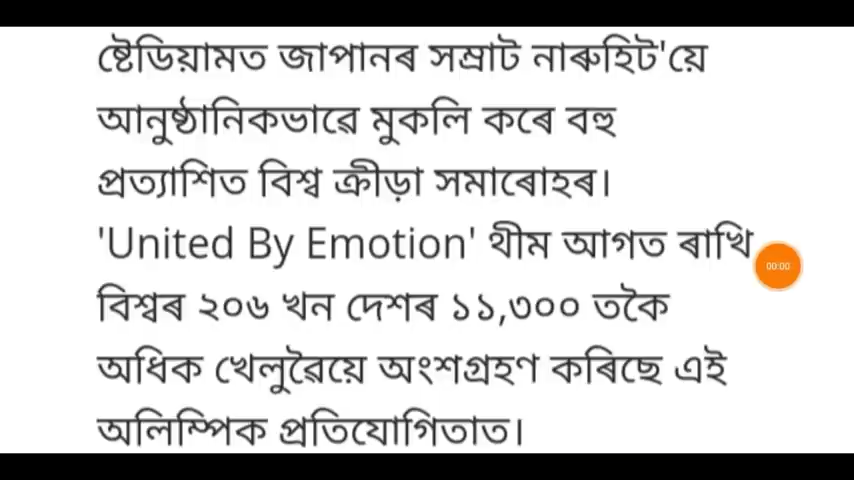 ষ্টেডিয়ামত জাপানৰ সম্ৰাট নাৰুহিট'য়ে
আনুষ্ঠানিকভাৱে মুকলি কৰে বহু
প্ৰত্যাশিত বিশ্ব ক্ৰীড়া সমাৰোহৰ।
'United By Emotion' থীম আগত ৰাখি
00:00
বিশ্বৰ ২০৬ খন দেশৰ ১১,৩০০ তকৈ
অধিক খেলুৱৈয়ে অংশগ্ৰহণ কৰিছে এই
অলিম্পিক প্ৰতিযোগিতাত।